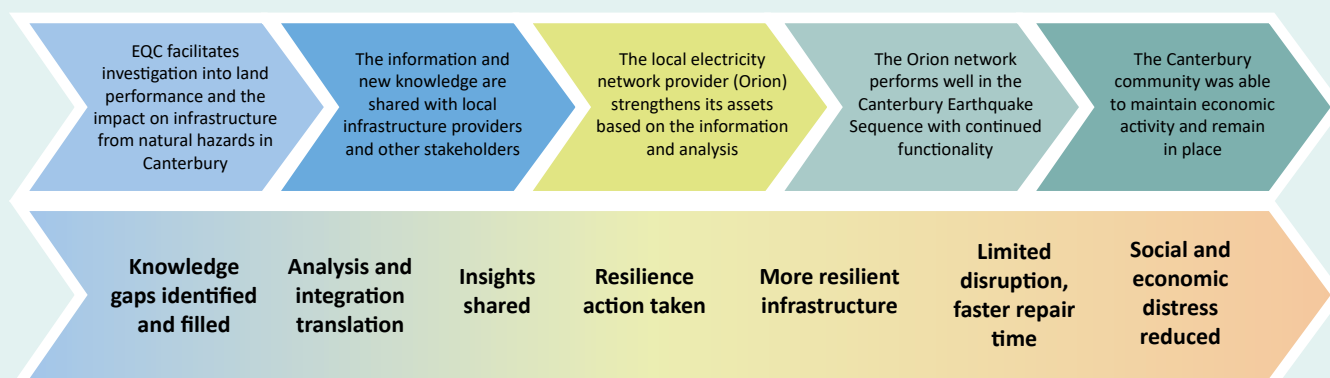 EQC facilitates
investigation into land
performance and the
impact on infrastructure
from natural hazards in
Canterbury
The information and
new knowledge are
shared with local
infrastructure providers
and other stakeholders
The local electricity
network provider (Orion)
strengthens its assets
based on the information
and analysis
The Orion network
performs well in the
Canterbury Earthquake
Sequence with continued
functionality
The Canterbury
community was able
to maintain economic
activity and remain
in place
Knowledge
gaps identified
and filled
Analysis and
integration
translation
Insights
shared
Resilience
action taken
More resilient
infrastructure
Limited
disruption,
faster repair
time
Social and
economic
distress
reduced